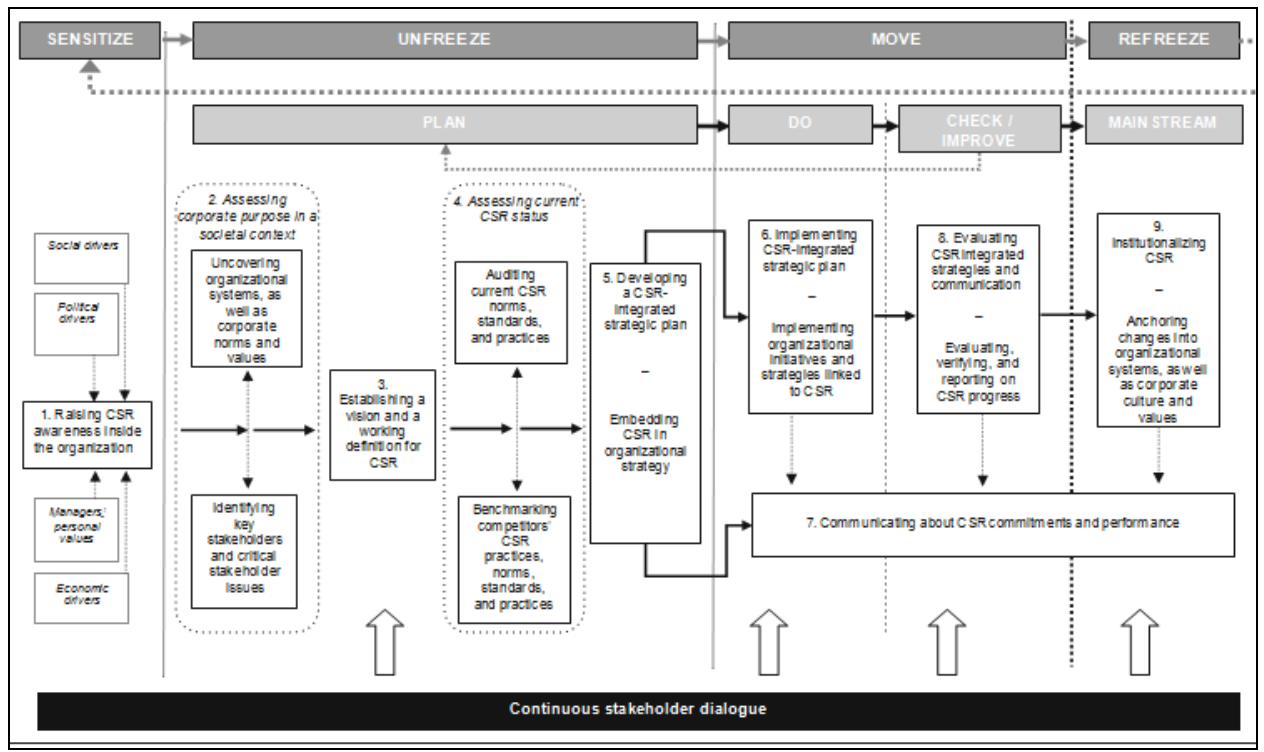 SENSITIZE
UNFREEZE
MOVE
REFREEZE
PLAN
DO
CHECK /
IMPROVE
MAINSTREAM
Social drivers
Political
drivers
1. Raising CSR
awareness inside
the organization
Managers'
personal
values
Economic
drivers
2. Assessing
corporate purpose in a
societal context
Uncovering
organizational
systems, as
well as
corporate
norms and
values
Identifying
key
stakeholders
and critical
stakeholder
issues
3.
Establishing a
vision and a
working
definition for
CSR
4. Assessing current
CSR status
Auditing
current CSR
norms,
standards,
and practices
Benchmarking
competitors'
CSR
practices,
norms,
standards,
and practices
5. Developing
a CSR-
integrated
strategic plan
–
Embedding
CSR in
organizational
strategy
6. Implementing
CSR-integrated
strategic plan
–
Implementing
organizational
initiatives and
strategies linked
to CSR
8. Evaluating
CSR integrated
strategies and
communication
–
Evaluating,
verifying, and
reporting on
CSR progress
9.
Institutionalizing
CSR
–
Anchoring
changes into
organizational
systems, as well
as corporate
culture and
values
7. Communicating about CSR commitments and performance
Continuous stakeholder dialogue